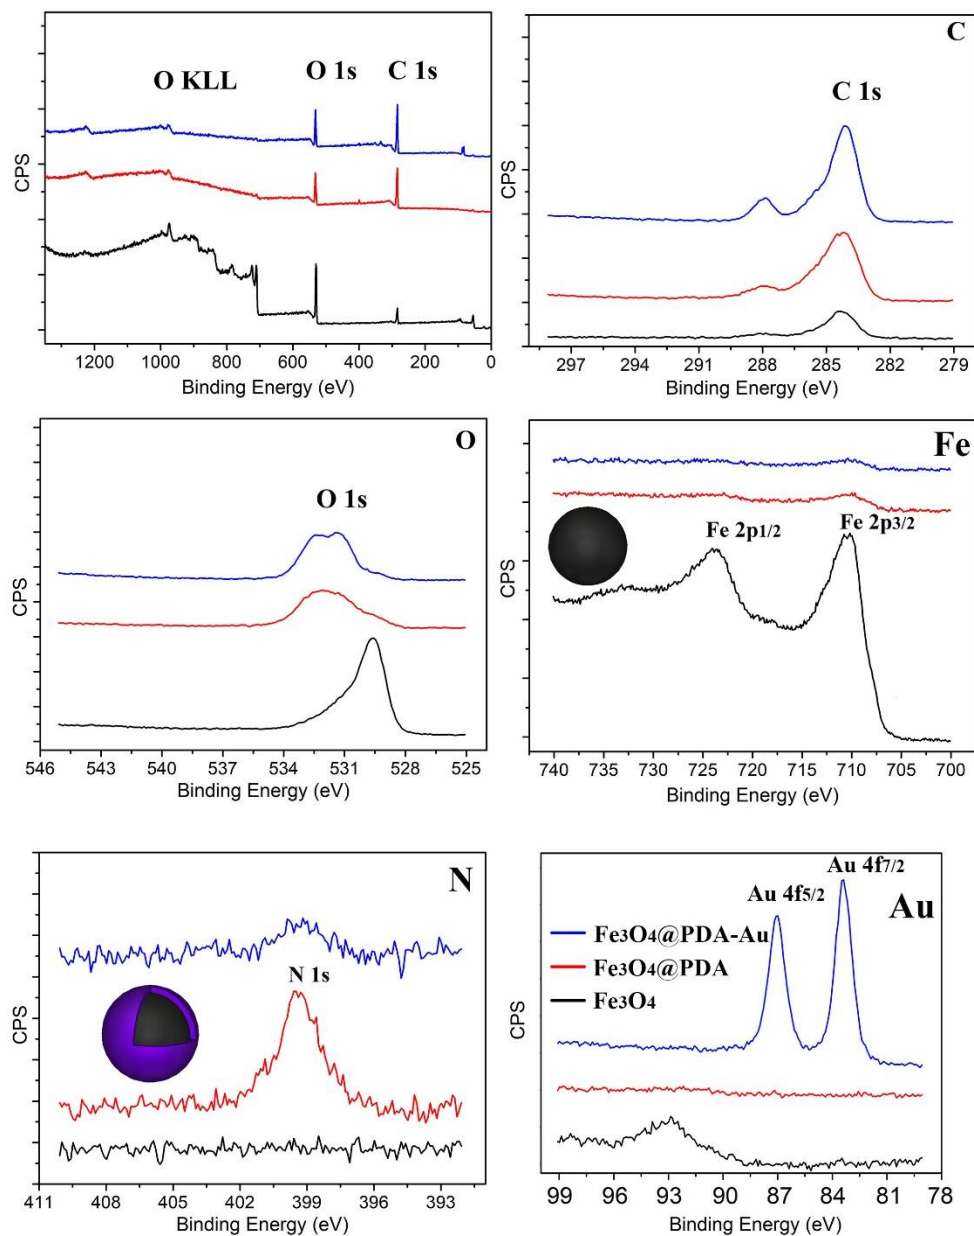 O KLL
O 1s
C 1s
CPS
1200 1000 800 600 400 200 0
Binding Energy (eV)
C
C 1s
CPS
297 294 291 288 287 284 282 279
Binding Energy (eV)
O
O 1s
CPS
546 543 540 537 534 531 528 525
Binding Energy (eV)
Fe
Fe 2p1/2
Fe 2p3/2
CPS
740 735 730 725 715 710 705 700
Binding Energy (eV)
N
N 1s
CPS
411 408 405 402 399 396 393
Binding Energy (eV)
Au
Au 4f7/2
Au 4f5/2
Fe3O4@PDA-Au
Fe3O4@PDA
Fe3O4
CPS
99 96 93 90 87 84 83 78
Binding Energy (eV)